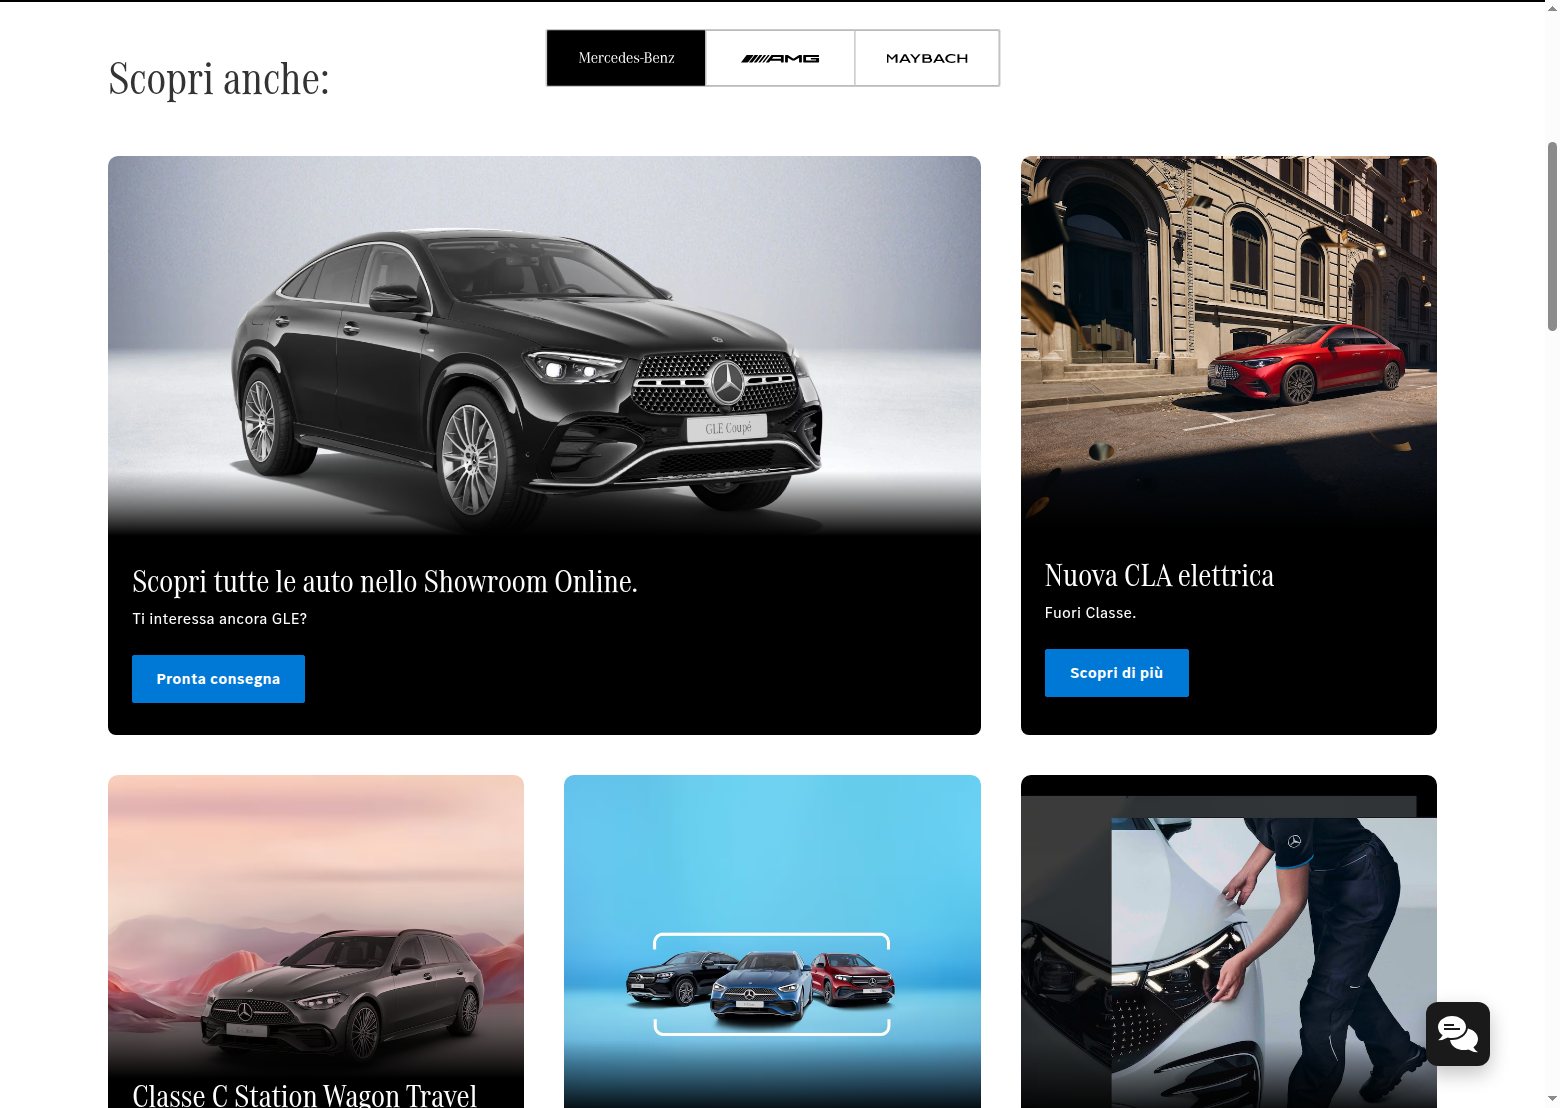 Scopri anche:
Mercedes-Benz
AMG
MAYBACH
GLE Coupé
Scopri tutte le auto nello Showroom Online.
Ti interessa ancora GLE?
Pronta consegna
Nuova CLA elettrica
Fuori Classe.
Scopri di più
Classe C Station Wagon Travel